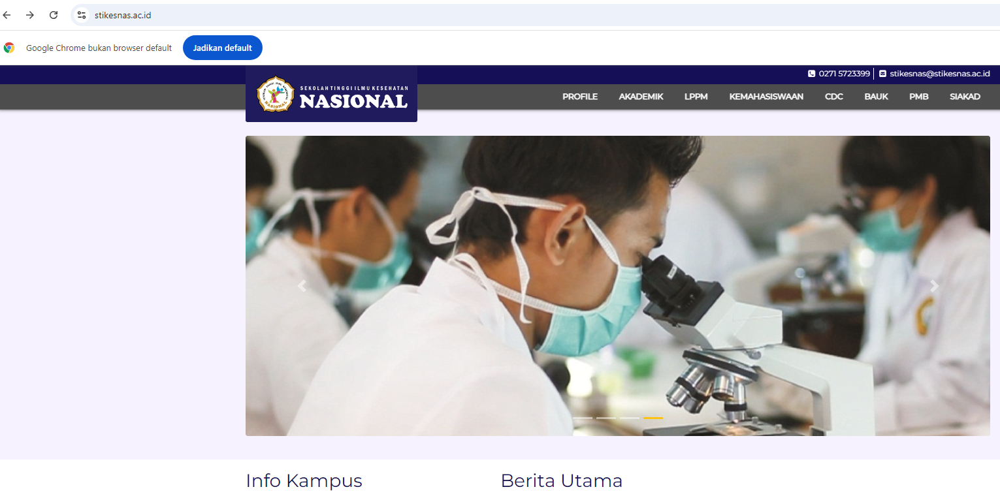 stikesnas.ac.id
Google Chrome bukan browser default
Jadikan default
0271 5723399 stikesnas@stikesnas.ac.id
SEKOLAH TINGGI ILMU KESEHATAN
NASIONAL
PROFILE AKADEMIK LPPM KEMAHASISWAAN CDC BAUK PMB SIAKAD
Info Kampus
Berita Utama